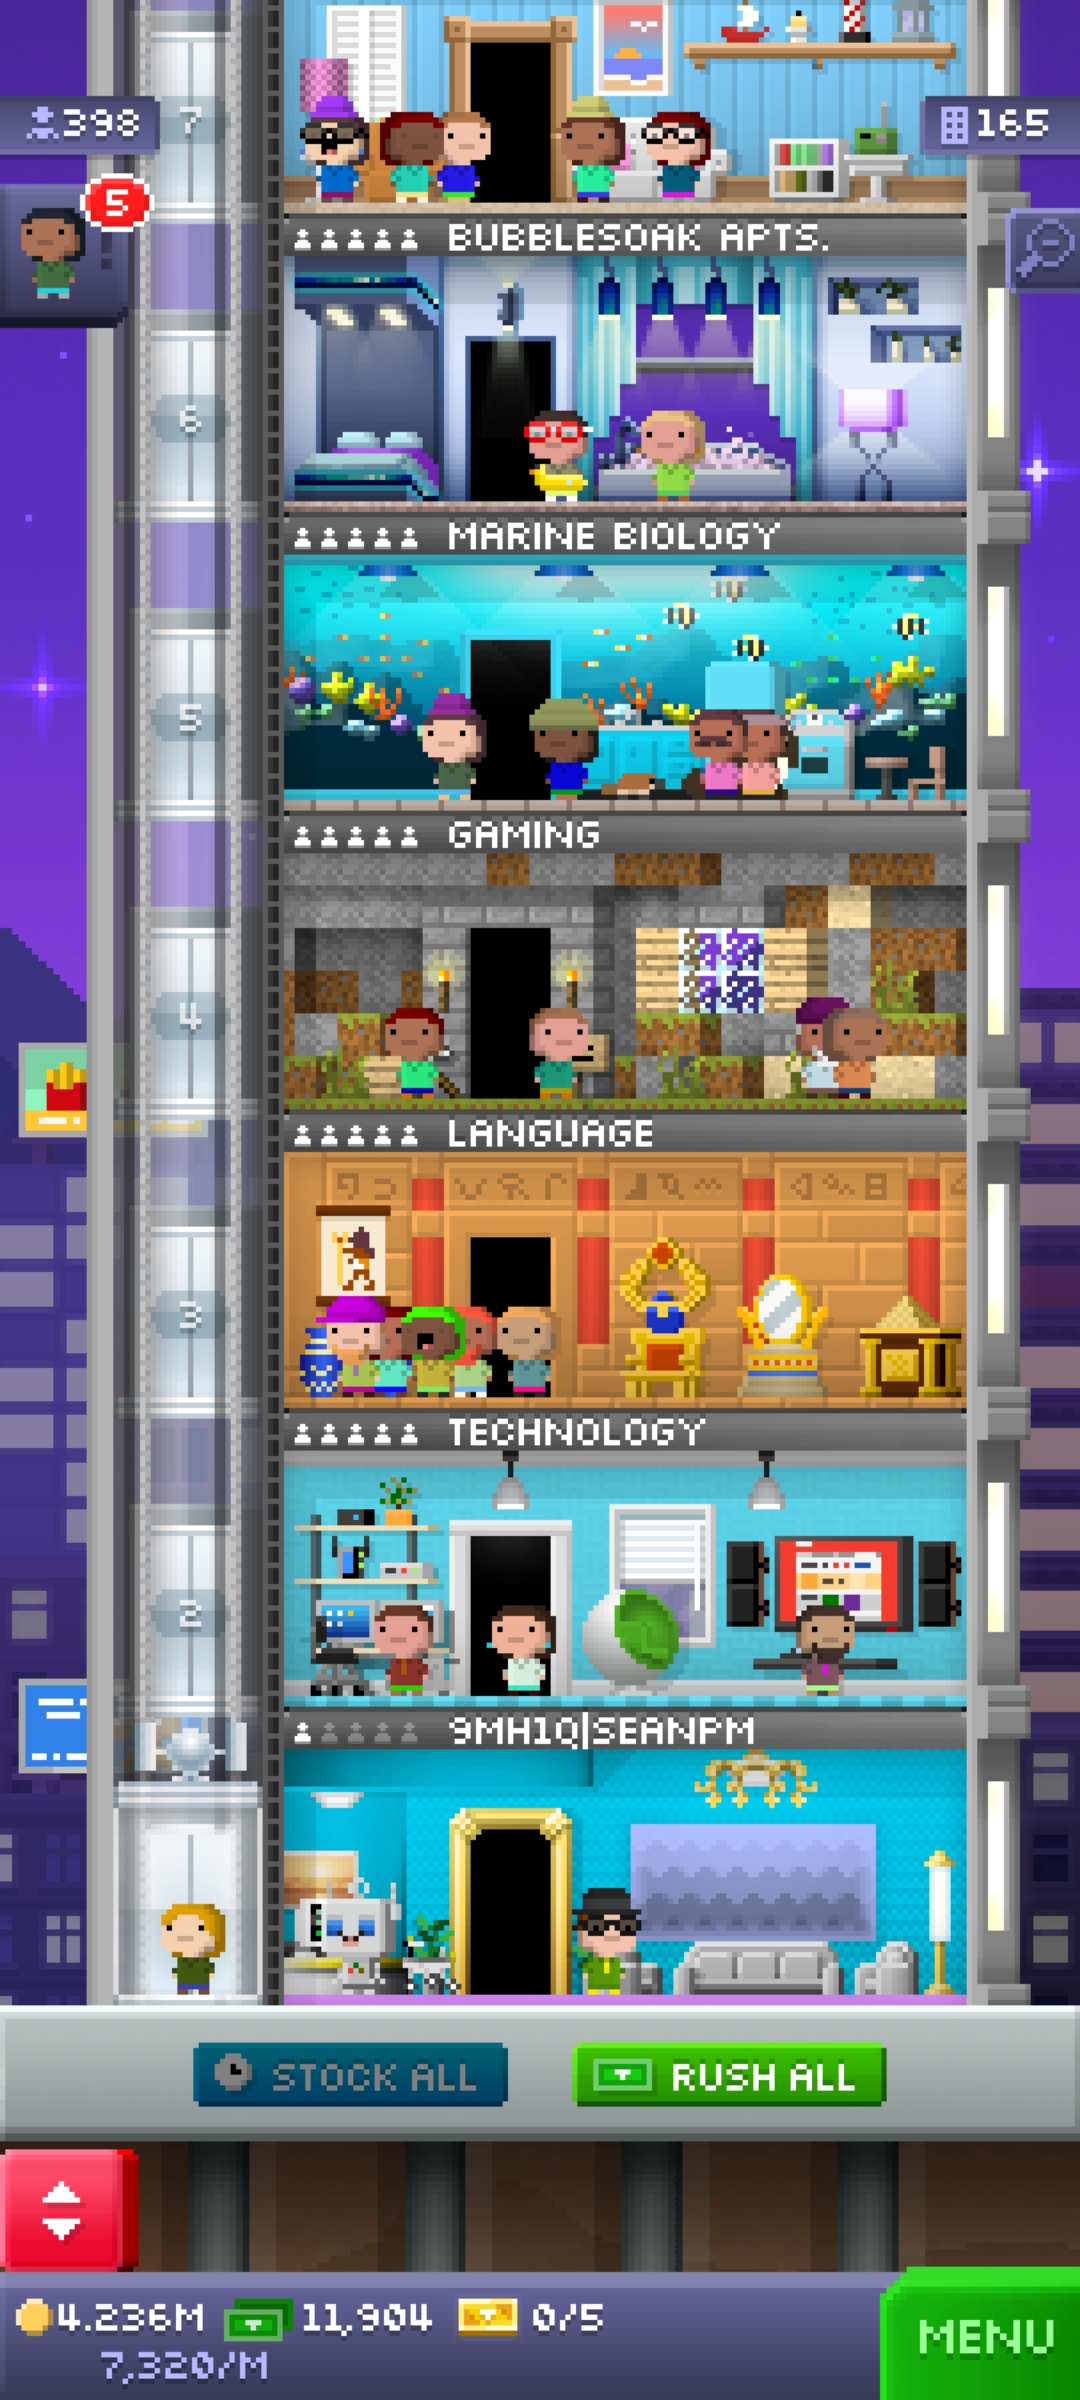 7
398
165
5
BUBBLESOAK APTS.
6
MARINE BIOLOGY
5
GAMING
4
LANGUAGE
3
TECHNOLOGY
2
9MH1Q|SEANPM
STOCK ALL
RUSH ALL
4.236M 11,904 0/5
7,320/M
MENU